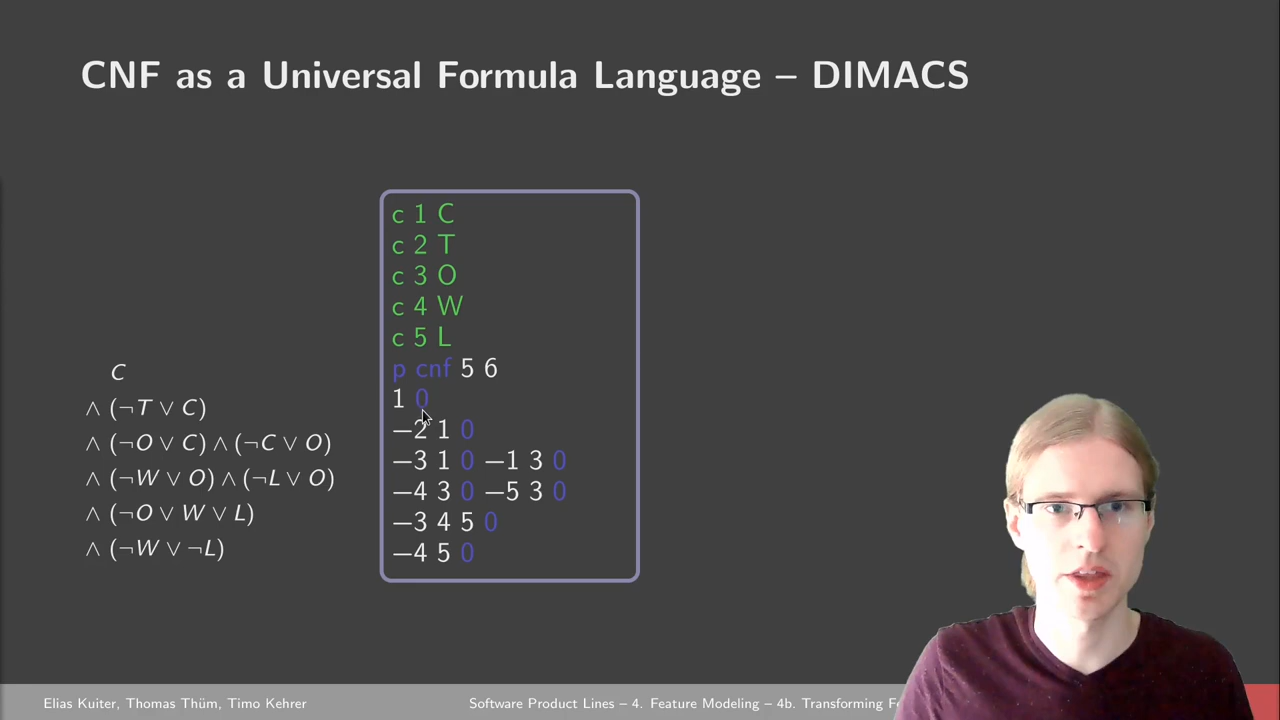 CNF as a Universal Formula Language – DIMACS
C
∧ (¬T ∨ C)
∧ (¬O ∨ C) ∧ (¬C ∨ O)
∧ (¬W ∨ O) ∧ (¬L ∨ O)
∧ (¬O ∨ W ∨ L)
∧ (¬W ∨ ¬L)
c 1 C
c 2 T
c 3 O
c 4 W
c 5 L
p cnf 5 6
1 0
−2 1 0
−3 1 0 −1 3 0
−4 3 0 −5 3 0
−3 4 5 0
−4 5 0
Elias Kuiter, Thomas Thüm, Timo Kehrer
Software Product Lines – 4. Feature Modeling – 4b. Transforming